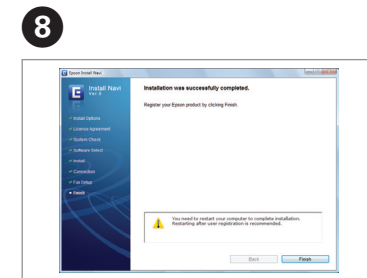 8
Epson Install Navi
Install Navi
Ver.3
Installation was successfully completed.
Register your Epson product by clicking Finish.
Install Options
License Agreement
System Check
Software Select
Install
Connection
Fax Setup
Finish
You need to restart your computer to complete installation.
Restarting after user registration is recommended.
Back
Finish